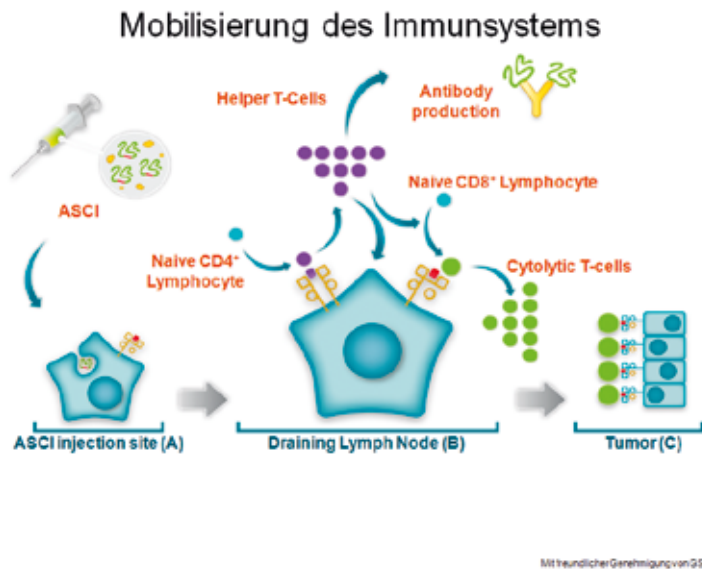 Mobilisierung des Immunsystems
Helper T-Cells
Antibody
production
ASCI
Naive CD8⁺ Lymphocyte
Naive CD4⁺
Lymphocyte
Cytolytic T-cells
ASCI injection site (A)
Draining Lymph Node (B)
Tumor (C)
Mit freundlicher Genehmigung von GS